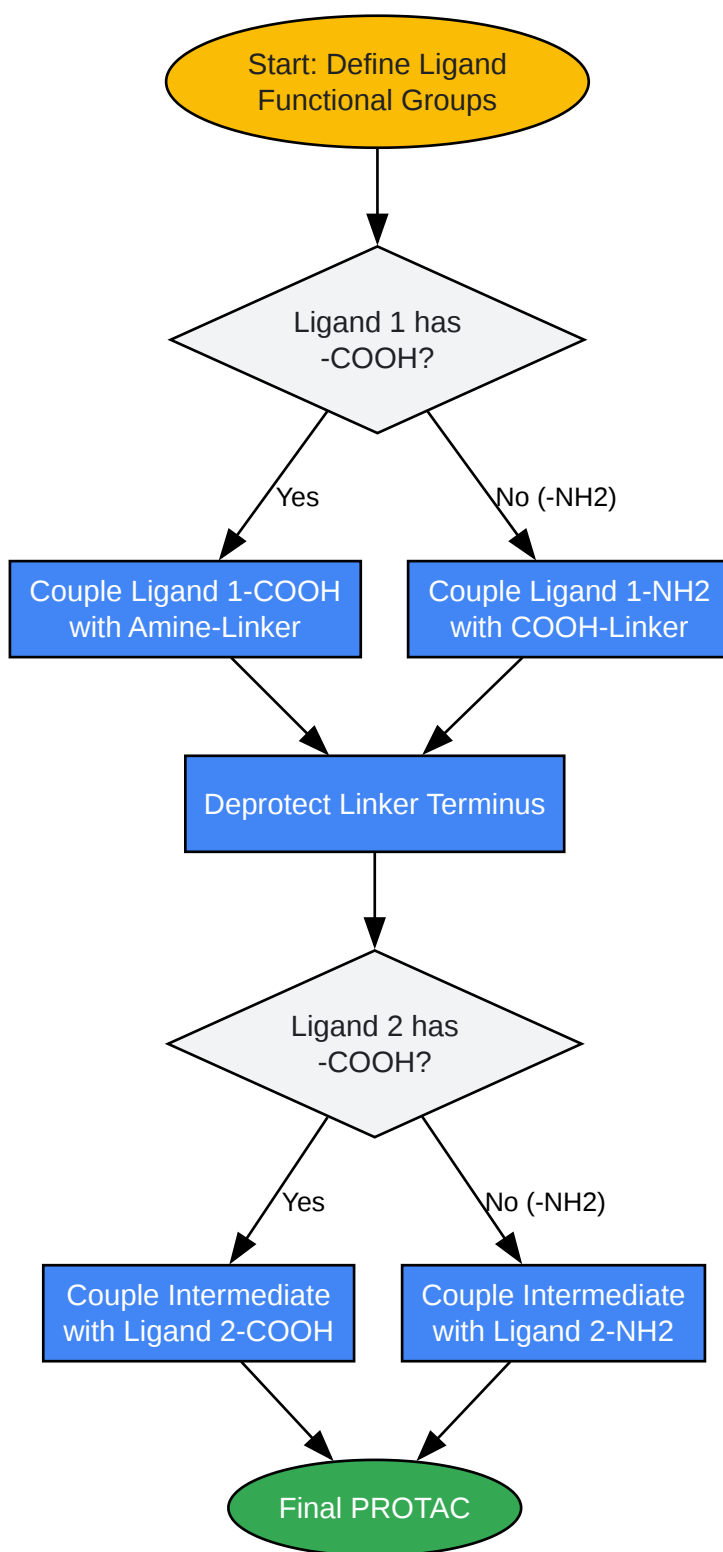 Start: Define Ligand
Functional Groups
Ligand 1 has
-COOH?
Yes
No (-NH2)
Couple Ligand 1-COOH
with Amine-Linker
Couple Ligand 1-NH2
with COOH-Linker
Deprotect Linker Terminus
Ligand 2 has
-COOH?
Yes
No (-NH2)
Couple Intermediate
with Ligand 2-COOH
Couple Intermediate
with Ligand 2-NH2
Final PROTAC